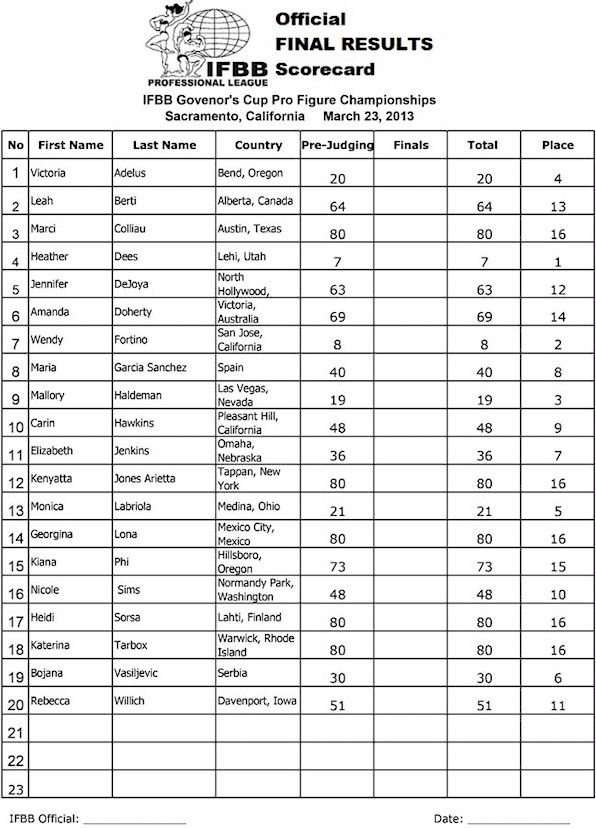 Official
FINAL RESULTS
IFBB Scorecard
PROFESSIONAL LEAGUE
IFBB Govenor's Cup Pro Figure Championships
Sacramento, California March 23, 2013
No First Name Last Name Country Pre-Judging Finals Total Place
1 Victoria Adelus Bend, Oregon 20 20 4
2 Leah Berti Alberta, Canada 64 64 13
3 Marci Colliau Austin, Texas 80 80 16
4 Heather Dees Lehi, Utah 7 7 1
5 Jennifer DeJoya North Hollywood, 63 63 12
6 Amanda Doherty Victoria, Australia 69 69 14
7 Wendy Fortino San Jose, California 8 8 2
8 Maria Garcia Sanchez Spain 40 40 8
9 Mallory Haldeman Las Vegas, Nevada 19 19 3
10 Carin Hawkins Pleasant Hill, California 48 48 9
11 Elizabeth Jenkins Omaha, Nebraska 36 36 7
12 Kenyatta Jones Arietta Tappan, New York 80 80 16
13 Monica Labriola Medina, Ohio 21 21 5
14 Georgina Lona Mexico City, Mexico 80 80 16
15 Kiana Phi Hillsboro, Oregon 73 73 15
16 Nicole Sims Normandy Park, Washington 48 48 10
17 Heidi Sorsa Lahti, Finland 80 80 16
18 Katerina Tarbox Warwick, Rhode Island 80 80 16
19 Bojana Vasiljevic Serbia 30 30 6
20 Rebecca Willich Davenport, Iowa 51 51 11
21
22
23
IFBB Official: ________________ Date: ________________